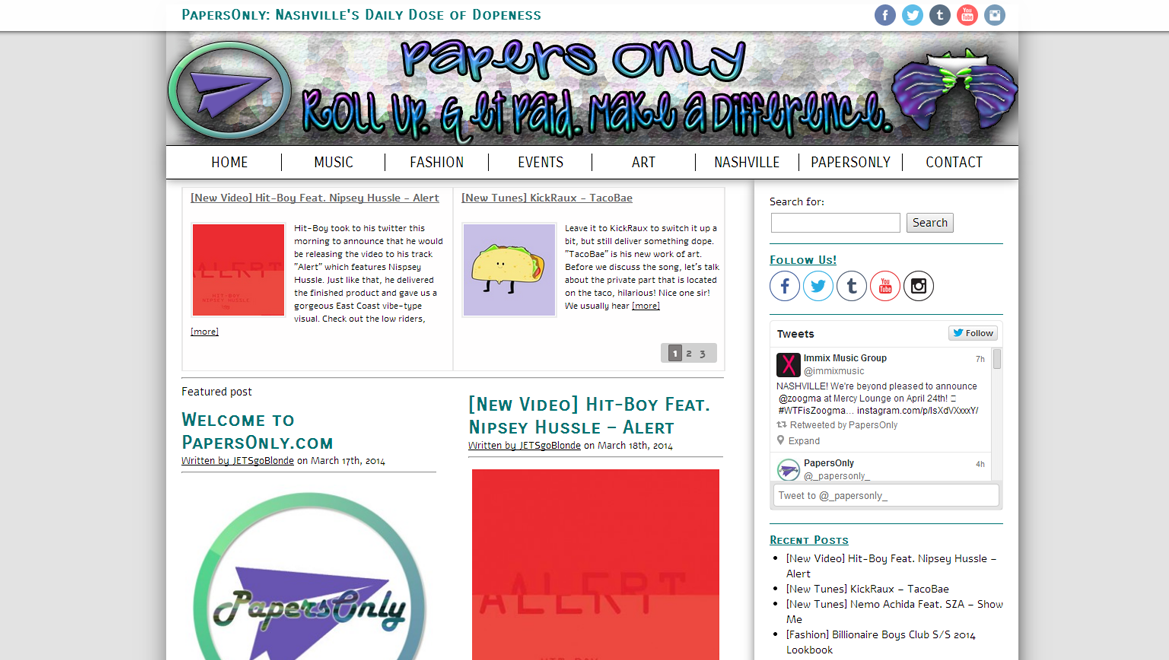 PapersOnly: Nashville's Daily Dose of Dopeness
Papers Only
Roll Up. Get Paid. Make a Difference.
HOME
MUSIC
FASHION
EVENTS
ART
NASHVILLE
PAPERSONLY
CONTACT
[New Video] Hit-Boy Feat. Nipsey Hussle – Alert
ALERT
HIT-BOY
NIPSEY HUSSLE
Hit-Boy took to his twitter this
morning to announce that he would
be releasing the video to his track
"Alert" which features Nispsey
Hussle. Just like that, he delivered
the finished product and gave us a
gorgeous East Coast vibe-type
visual. Check out the low riders,
[more]
[New Tunes] KickRaux – TacoBae
Leave it to KickRaux to switch it up a
bit, but still deliver something dope.
"TacoBae" is his new work of art.
Before we discuss the song, let's talk
about the private part that is located
on the taco, hilarious! Nice one sir!
We usually hear [more]
1 2 3
Featured post
Welcome to
PapersOnly.com
Written by JETSgoBlonde on March 17th, 2014
PapersOnly
[New Video] Hit-Boy Feat.
Nipsey Hussle – Alert
Written by JETSgoBlonde on March 18th, 2014
ALERT
HIT-BOY
Search for:
Search
Follow Us!
Tweets
Follow
Immix Music Group
7h
@immixmusic
NASHVILLE! We're beyond pleased to announce
@zoogma at Mercy Lounge on April 24th!
#WTFisZoogma… instagram.com/p/lsXdVXxxxY/
Retweeted by PapersOnly
Expand
PapersOnly
4h
@_papersonly_
Tweet to @_papersonly_
Recent Posts
[New Video] Hit-Boy Feat. Nipsey Hussle –
Alert
[New Tunes] KickRaux – TacoBae
[New Tunes] Nemo Achida Feat. SZA – Show
Me
[Fashion] Billionaire Boys Club S/S 2014
Lookbook